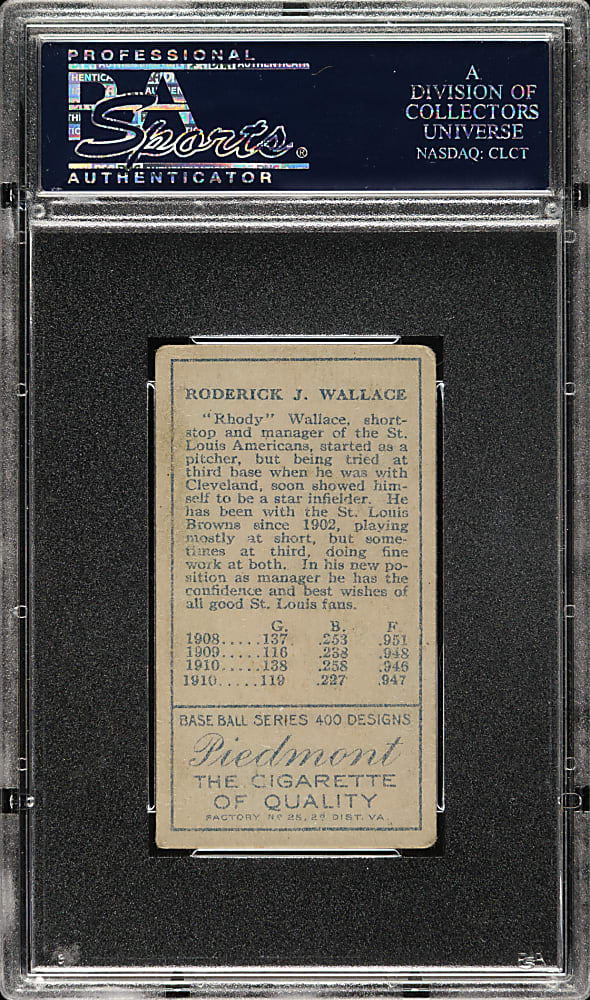 PROFESSIONAL
PSA
Sports®
AUTHENTICATOR
A
DIVISION OF
COLLECTORS
UNIVERSE
NASDAQ: CLCT
RODERICK J. WALLACE
"Rhody" Wallace, short-
stop and manager of the St.
Louis Americans, started as a
pitcher, but being tried at
third base when he was with
Cleveland, soon showed him-
self to be a star infielder. He
has been with the St. Louis
Browns since 1902, playing
mostly at short, but some-
times at third, doing fine
work at both. In his new po-
sition as manager he has the
confidence and best wishes of
all good St. Louis fans.
G. B. F.
1908.....137 .253 .951
1909.....116 .238 .948
1910.....138 .258 .946
1910.....119 .227 .947
BASE BALL SERIES 400 DESIGNS
Piedmont
THE CIGARETTE
OF QUALITY
FACTORY Nº 25, 2ᴰ DIST. VA.
PSA